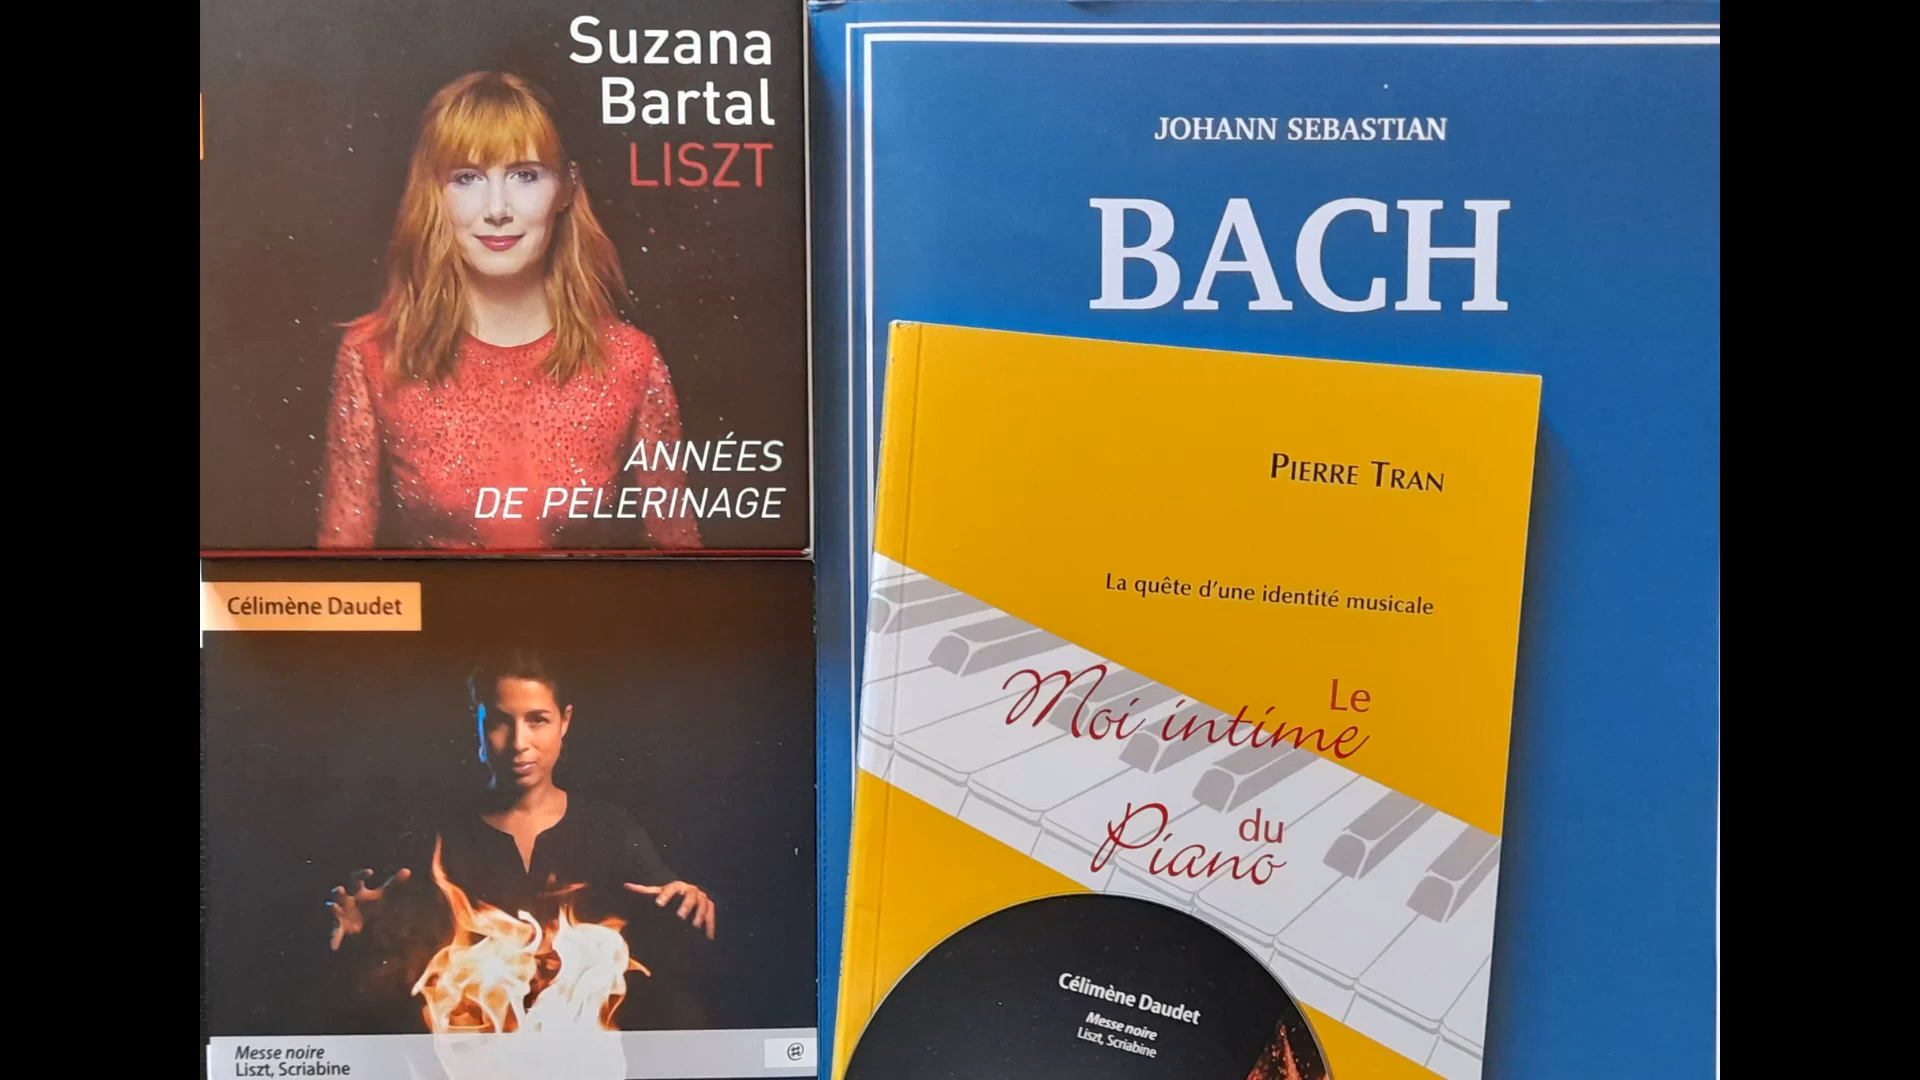 Suzana
Bartal
LISZT
ANNÉES
DE PÈLERINAGE
Célimène Daudet
Messe noire
Liszt, Scriabine
JOHANN SEBASTIAN
BACH
PIERRE TRAN
La quête d'une identité musicale
Le
Moi intime
du
Piano
Célimène Daudet
Messe noire
Liszt, Scriabine